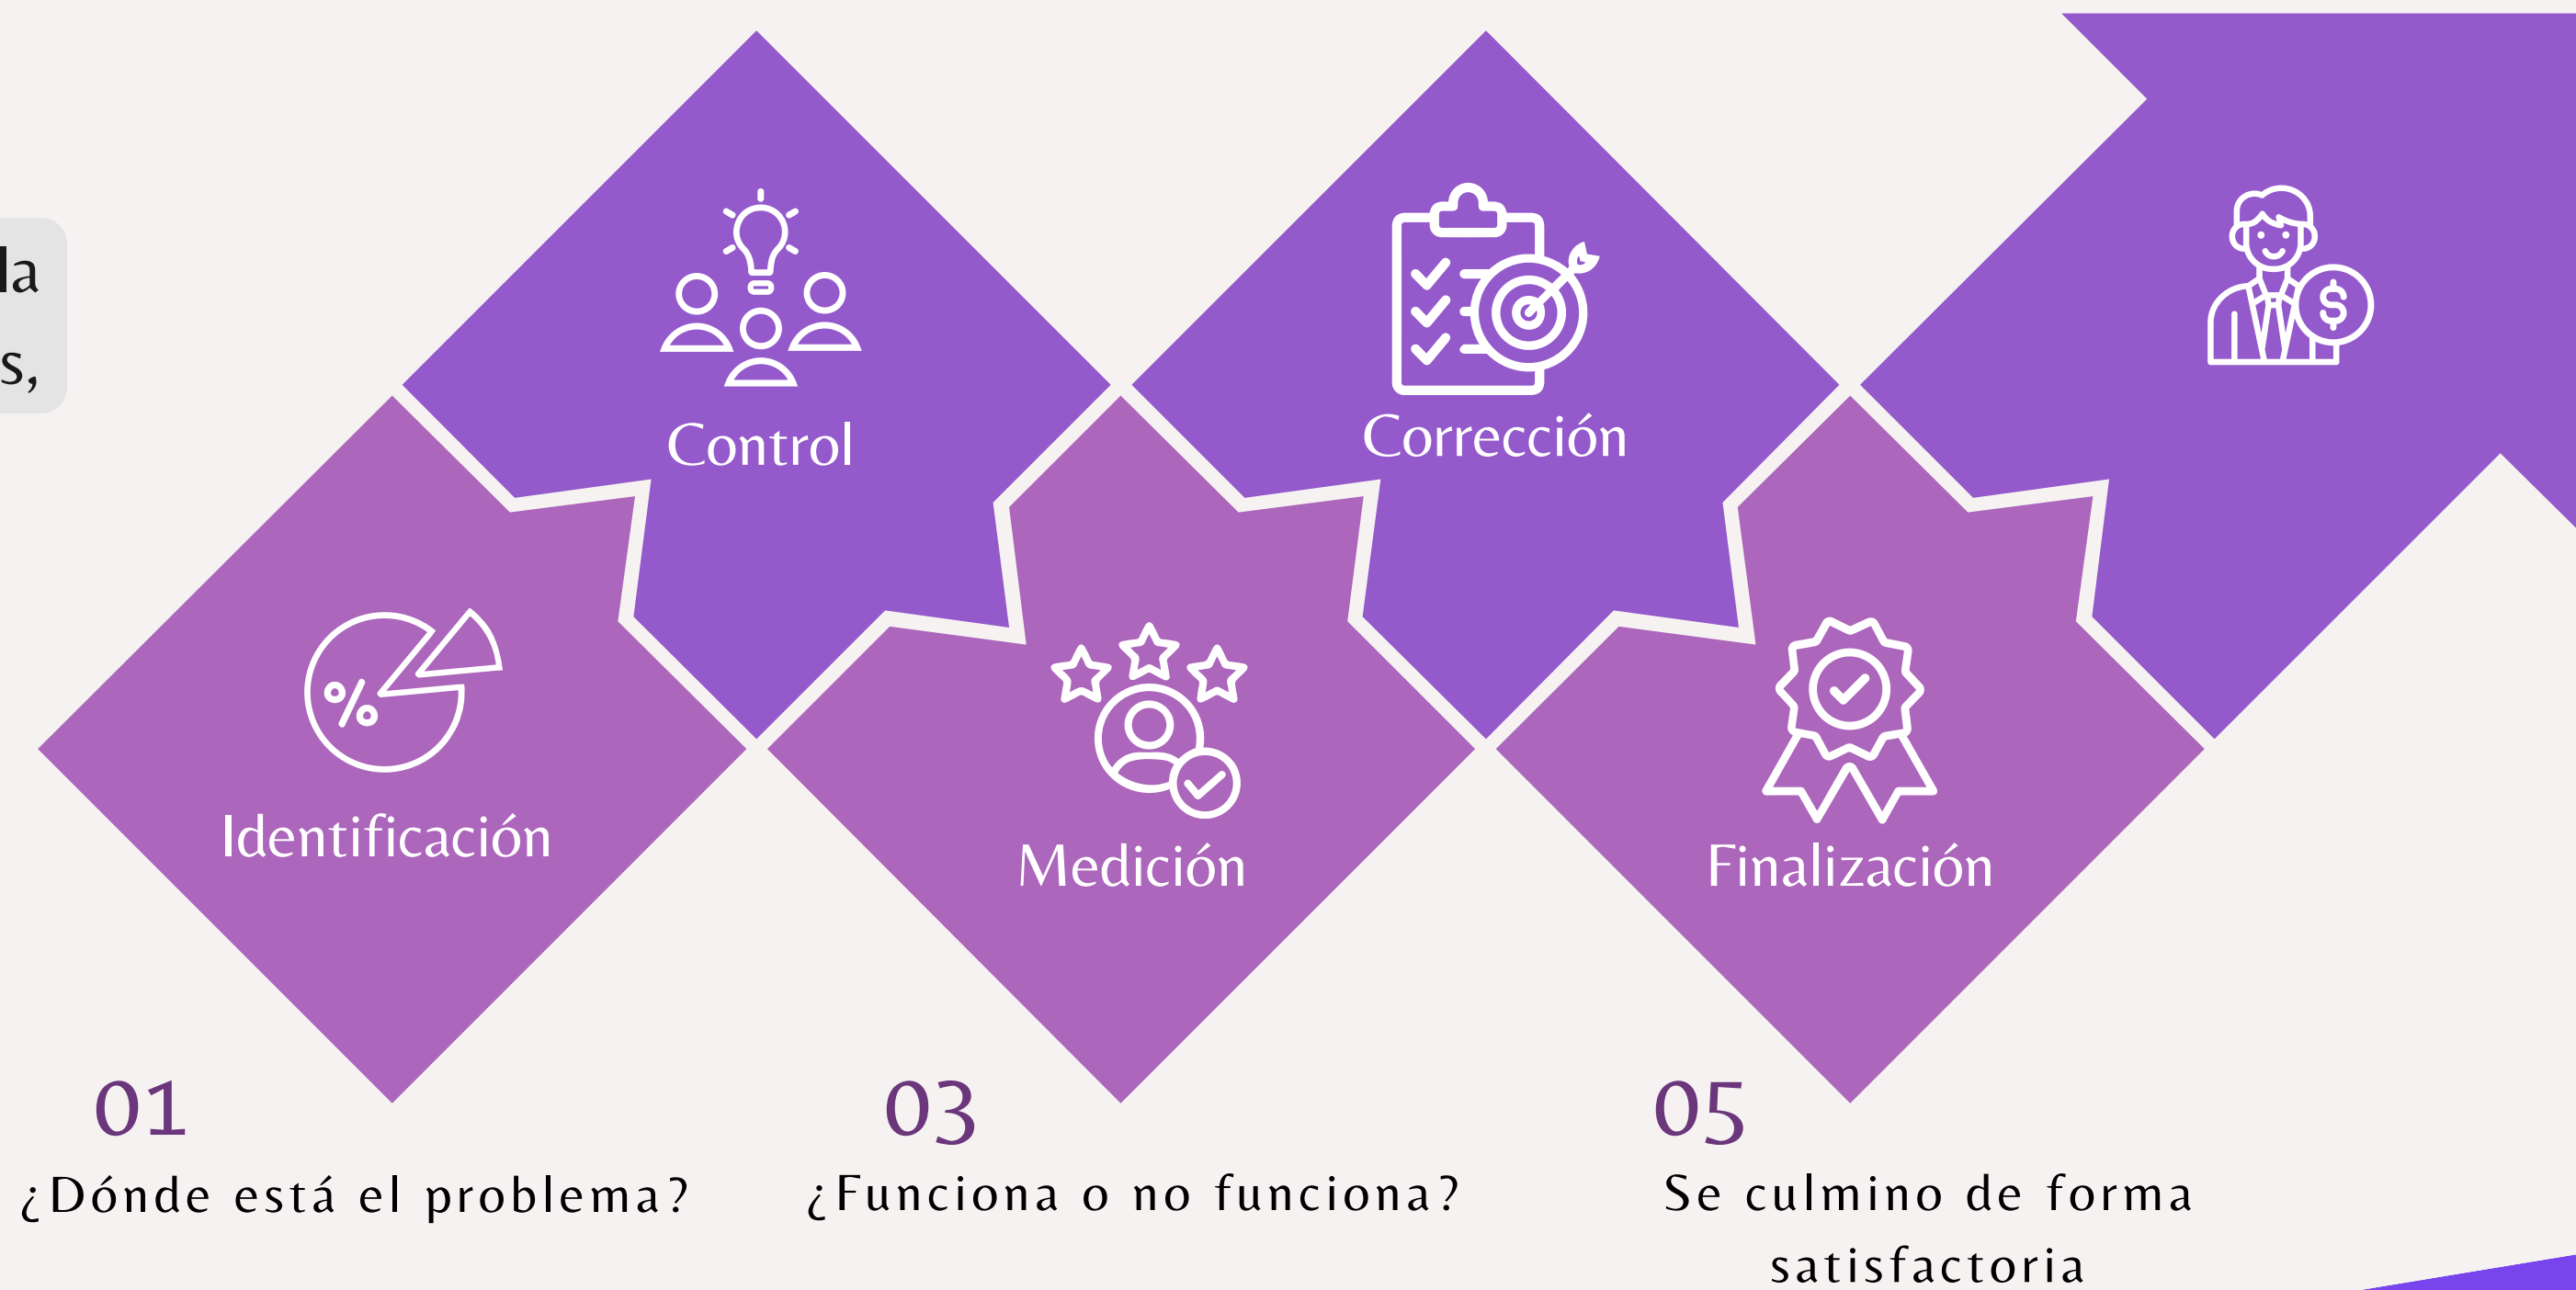 la
s,
Control
Corrección
$
%
Identificación
Medición
Finalización
01
¿Dónde está el problema?
03
¿Funciona o no funciona?
05
Se culmino de forma
satisfactoria